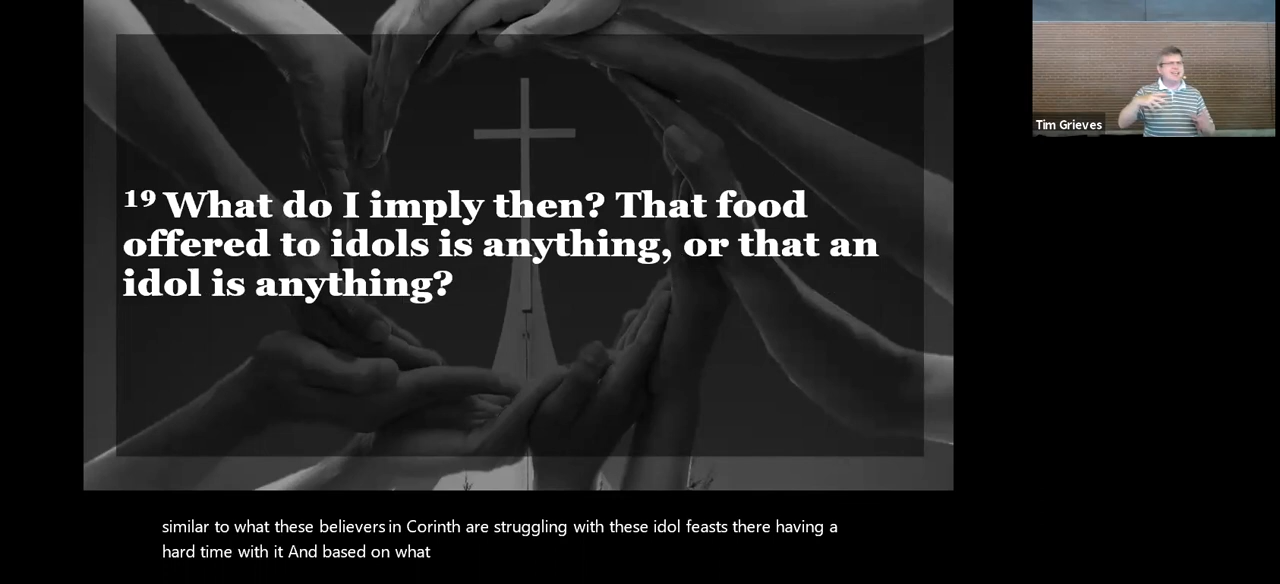 ¹⁹ What do I imply then? That food
offered to idols is anything, or that an
idol is anything?
Tim Grieves
similar to what these believers in Corinth are struggling with these idol feasts there having a
hard time with it And based on what